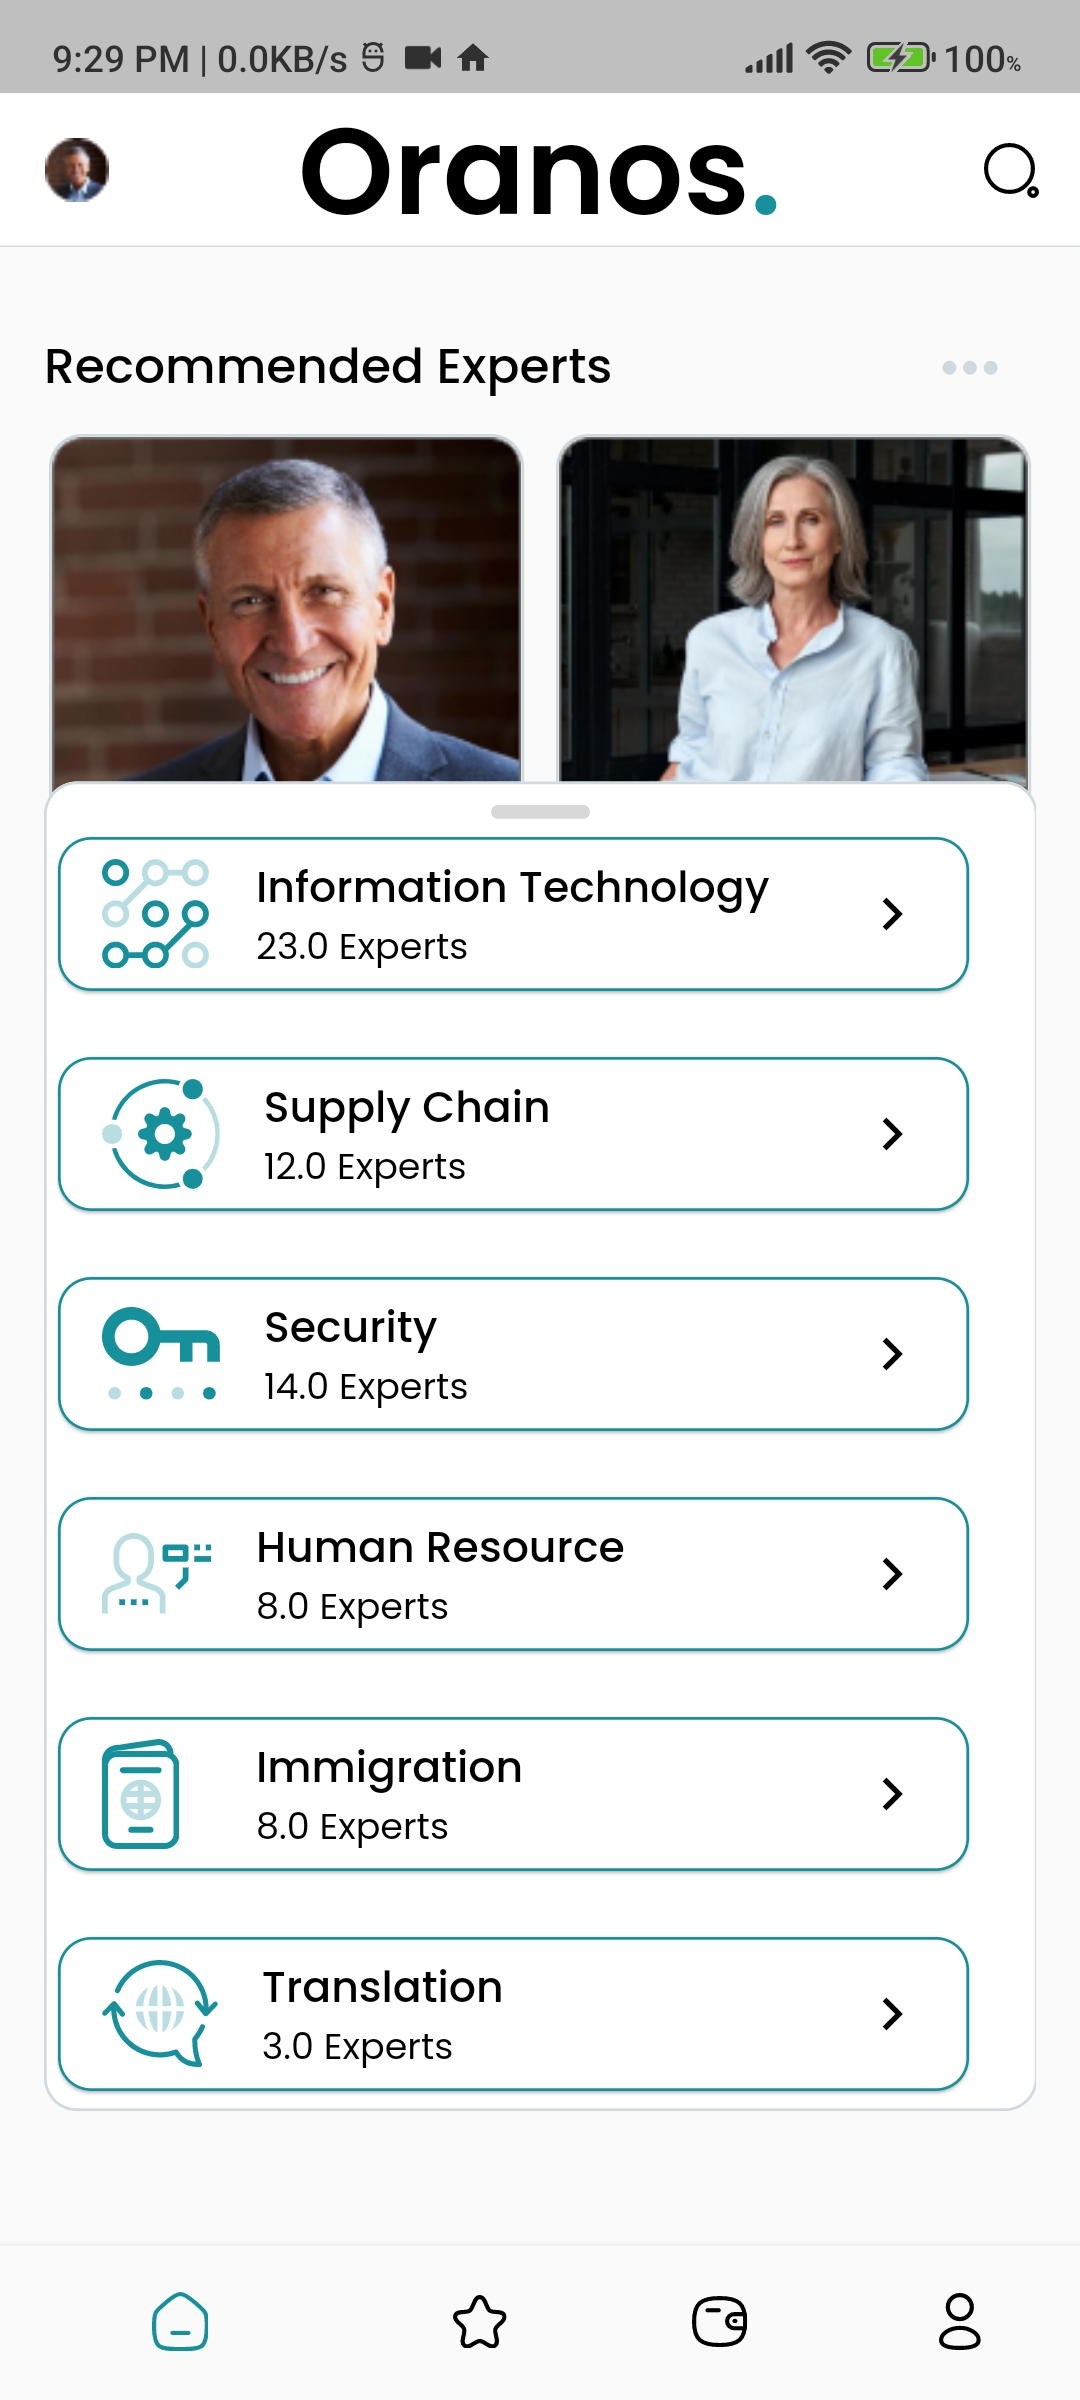 9:29 PM | 0.0KB/s 100%
Oranos.
Recommended Experts
Information Technology
23.0 Experts
Supply Chain
12.0 Experts
Security
14.0 Experts
Human Resource
8.0 Experts
Immigration
8.0 Experts
Translation
3.0 Experts